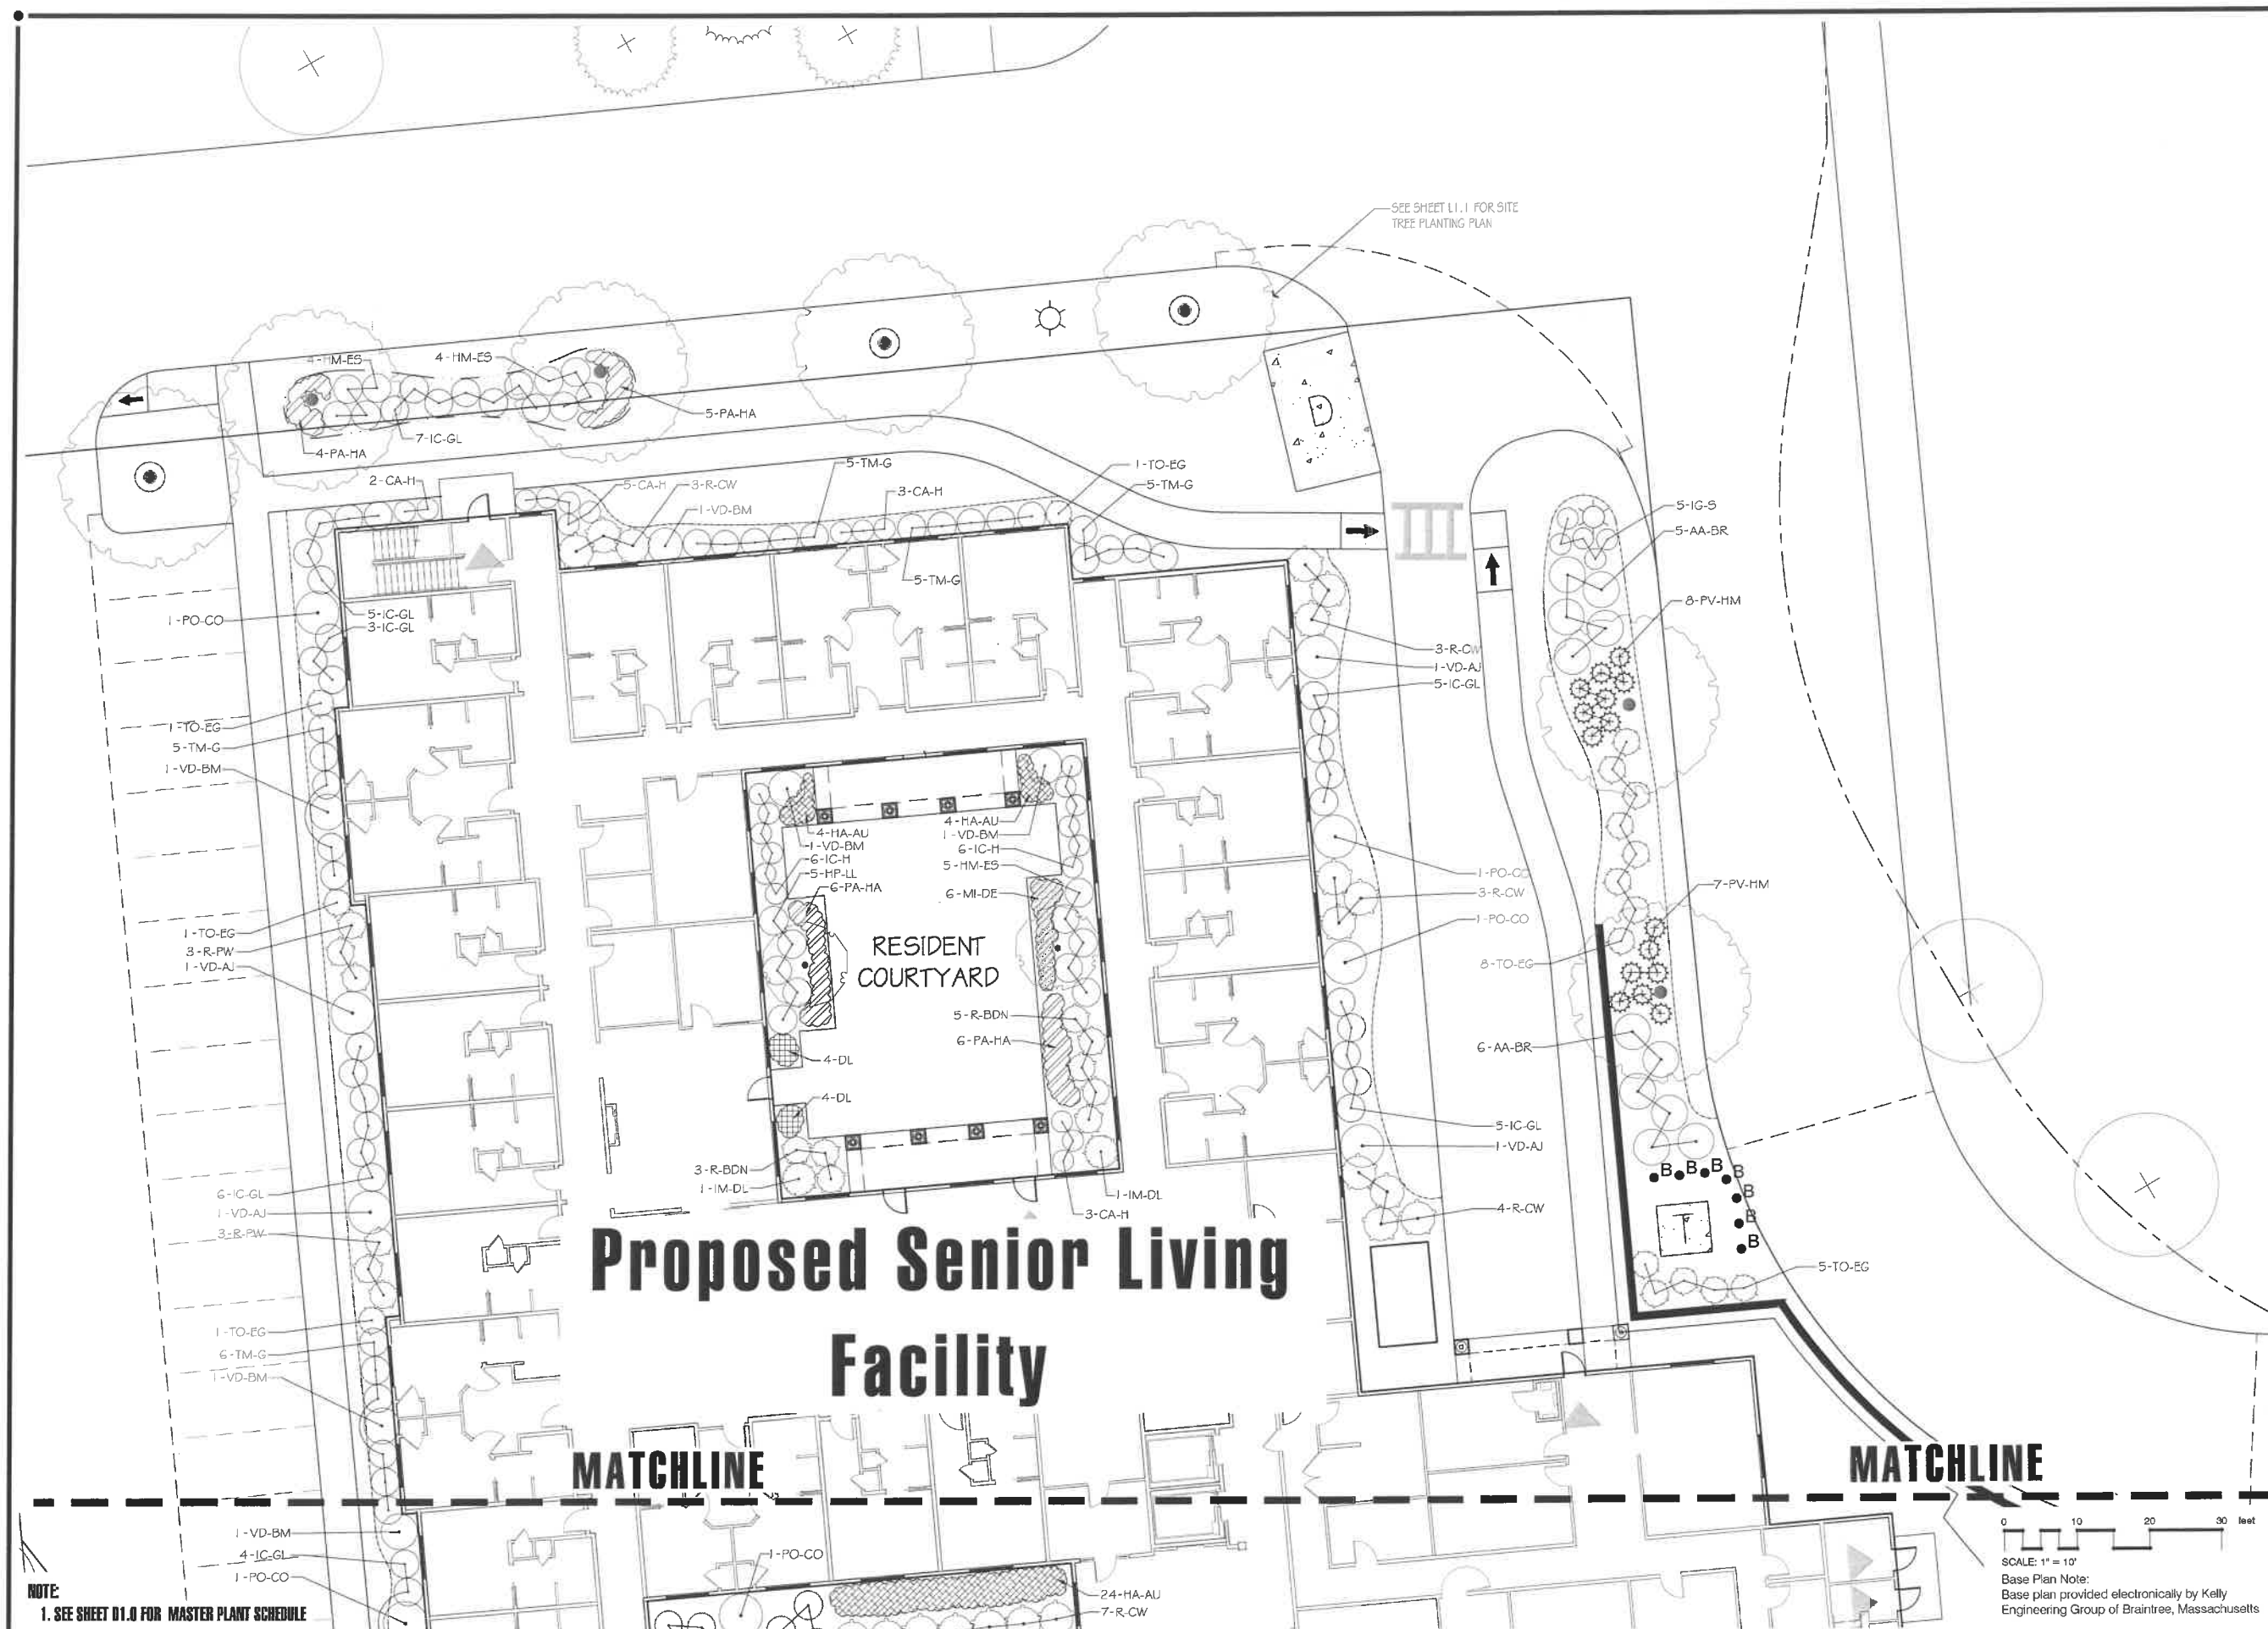 SEE SHEET L1.1 FOR SITE
TREE PLANTING PLAN
4-HM-ES
4-HM-ES
5-PA-HA
7-IC-GL
4-PA-HA
2-CA-H
5-CA-H
3-R-CW
1-VD-BM
5-TM-G
3-CA-H
1-TO-EG
5-TM-G
5-TM-G
D
5-IG-S
5-AA-BR
8-PV-HM
1-PO-CO
5-IC-GL
3-IC-GL
3-R-CW
1-VD-AJ
5-IC-GL
1-TO-EG
5-TM-G
1-VD-BM
4-HA-AU
1-VD-BM
6-IC-H
5-HP-LL
6-PA-HA
4-HA-AU
1-VD-BM
6-IC-H
5-HM-ES
6-MI-DE
1-PO-CO
3-R-CW
1-PO-CO
7-PV-HM
1-TO-EG
3-R-PW
1-VD-AJ
RESIDENT
COURTYARD
8-TO-EG
5-R-BDN
6-PA-HA
6-AA-BR
4-DL
4-DL
5-IC-GL
1-VD-AJ
3-R-BDN
1-IM-DL
1-IM-DL
3-CA-H
4-R-CW
B
B
B
B
B
B
B
T
6-IC-GL
1-VD-AJ
3-R-PW
5-TO-EG
Proposed Senior Living
Facility
1-TO-EG
6-TM-G
1-VD-BM
MATCHLINE
MATCHLINE
1-VD-BM
4-IC-GL
1-PO-CO
1-PO-CO
24-HA-AU
7-R-CW
NOTE:
1. SEE SHEET D1.0 FOR MASTER PLANT SCHEDULE
0 10 20 30 feet
SCALE: 1" = 10'
Base Plan Note:
Base plan provided electronically by Kelly
Engineering Group of Braintree, Massachusetts